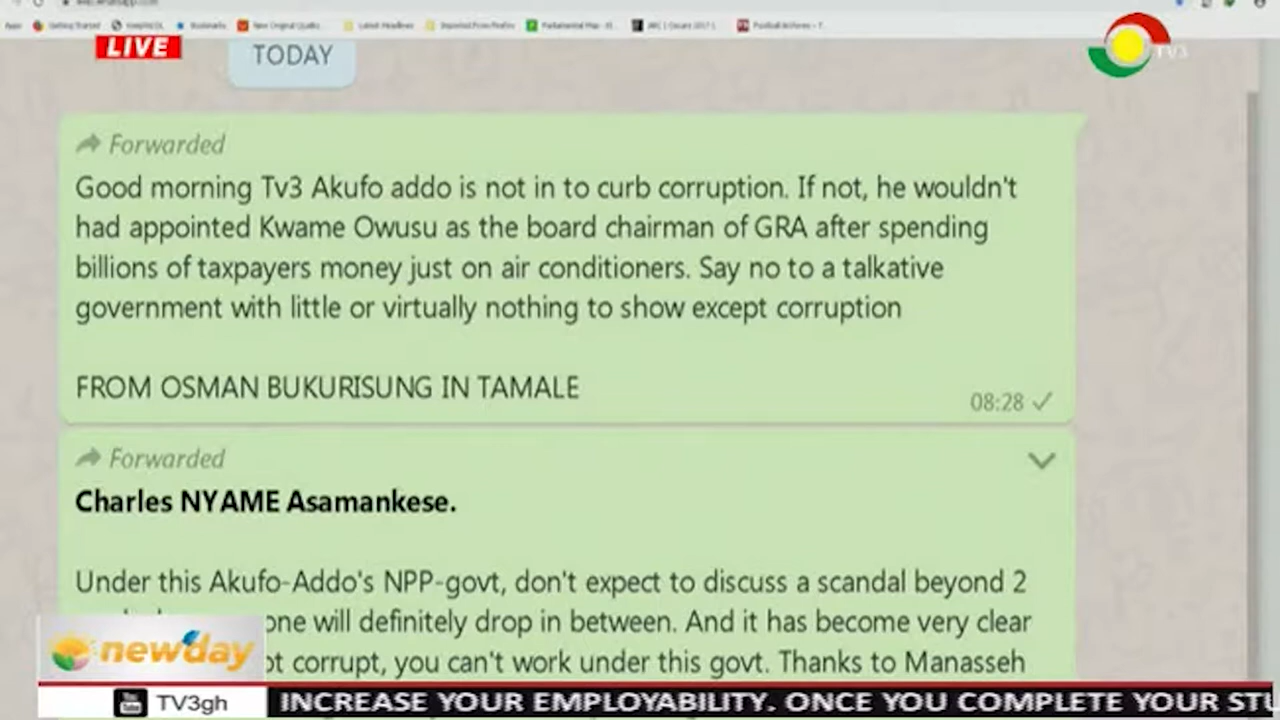 LIVE
TODAY
TV3
Forwarded
Good morning Tv3 Akufo addo is not in to curb corruption. If not, he wouldn't
had appointed Kwame Owusu as the board chairman of GRA after spending
billions of taxpayers money just on air conditioners. Say no to a talkative
government with little or virtually nothing to show except corruption
FROM OSMAN BUKURISUNG IN TAMALE
08:28
Forwarded
Charles NYAME Asamankese.
Under this Akufo-Addo's NPP-govt, don't expect to discuss a scandal beyond 2
one will definitely drop in between. And it has become very clear
corrupt, you can't work under this govt. Thanks to Manasseh
newday
You Tube TV3gh
INCREASE YOUR EMPLOYABILITY. ONCE YOU COMPLETE YOUR STU